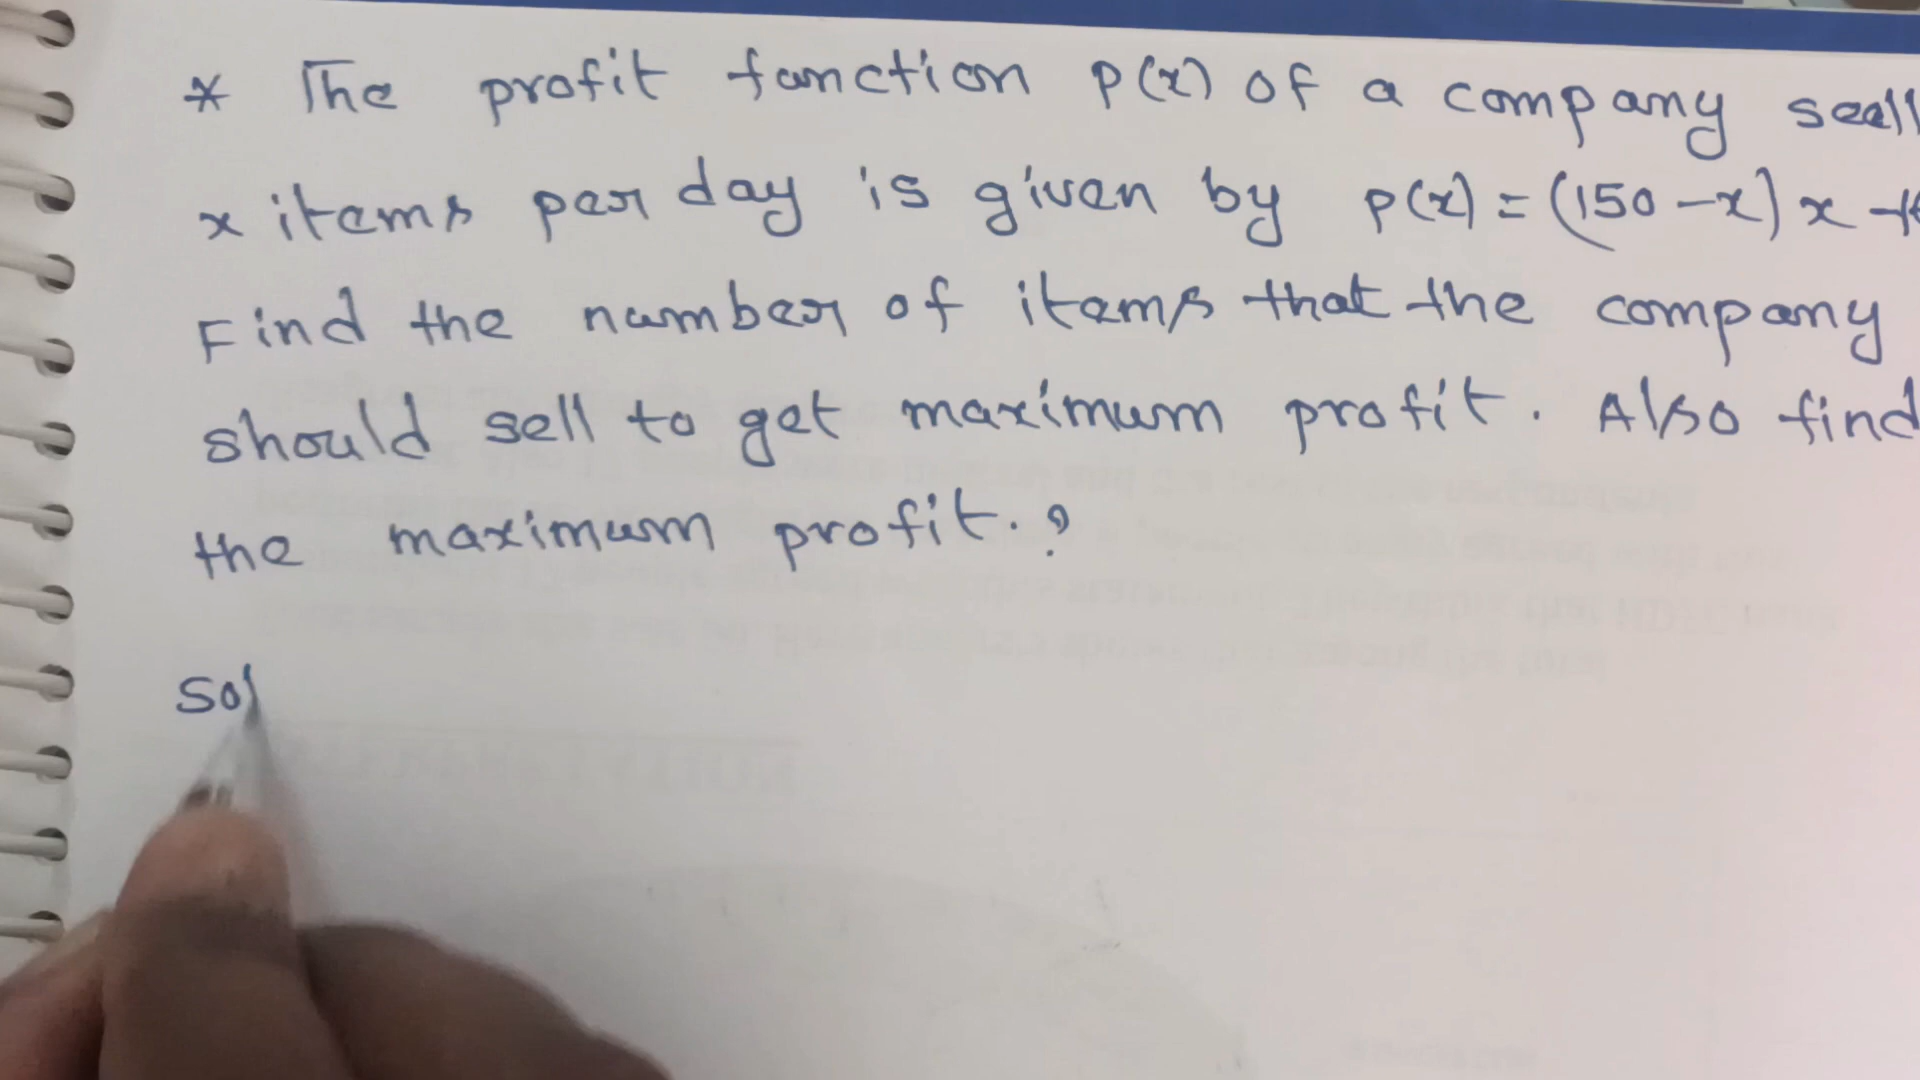 * The profit function P(x) of a company seell
x items per day is given by P(x) = (150 - x) x -
Find the number of items that the company
should sell to get maximum profit. Also find
the maximum profit.?
Sol